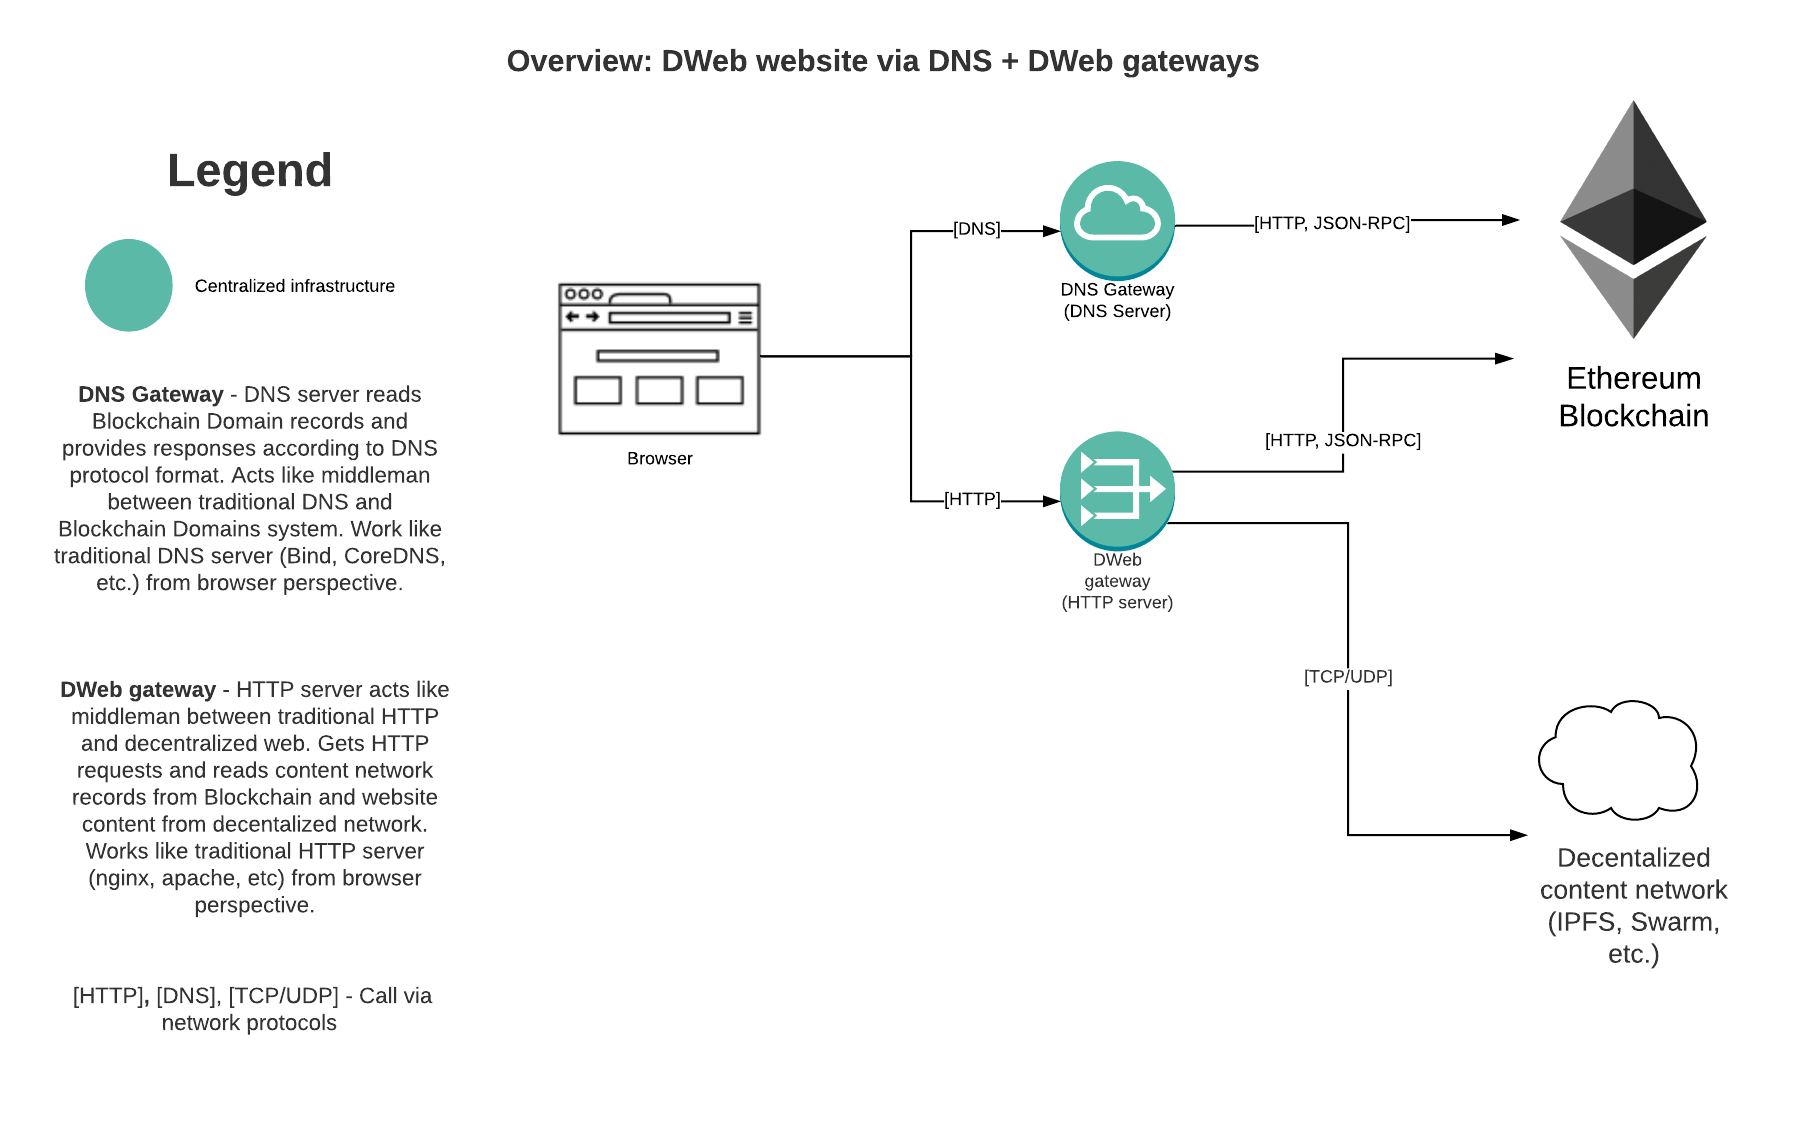 Overview: DWeb website via DNS + DWeb gateways
Legend
Centralized infrastructure
DNS Gateway - DNS server reads
Blockchain Domain records and
provides responses according to DNS
protocol format. Acts like middleman
between traditional DNS and
Blockchain Domains system. Work like
traditional DNS server (Bind, CoreDNS,
etc.) from browser perspective.
DWeb gateway - HTTP server acts like
middleman between traditional HTTP
and decentralized web. Gets HTTP
requests and reads content network
records from Blockchain and website
content from decentalized network.
Works like traditional HTTP server
(nginx, apache, etc) from browser
perspective.
[HTTP], [DNS], [TCP/UDP] - Call via
network protocols
Browser
[DNS]
[HTTP]
DNS Gateway
(DNS Server)
DWeb
gateway
(HTTP server)
[HTTP, JSON-RPC]
[HTTP, JSON-RPC]
[TCP/UDP]
Ethereum
Blockchain
Decentalized
content network
(IPFS, Swarm,
etc.)